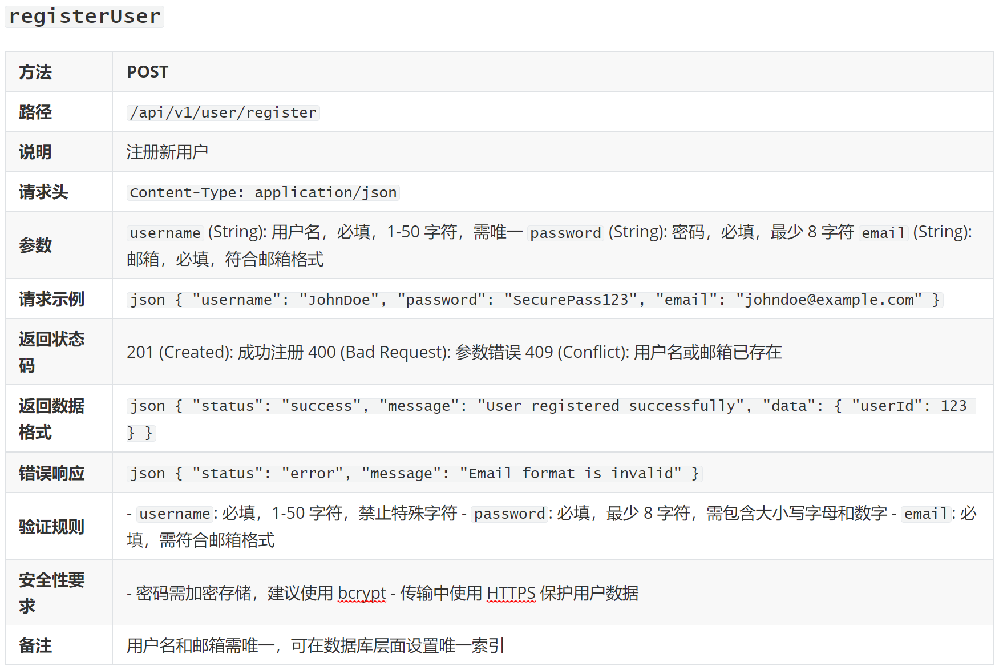 registerUser
方法 POST
路径 /api/v1/user/register
说明 注册新用户
请求头 Content-Type: application/json
参数 username (String): 用户名，必填，1-50 字符，需唯一 password (String): 密码，必填，最少 8 字符 email (String):
邮箱，必填，符合邮箱格式
请求示例 json { "username": "JohnDoe", "password": "SecurePass123", "email": "johndoe@example.com" }
返回状态
码
201 (Created): 成功注册 400 (Bad Request): 参数错误 409 (Conflict): 用户名或邮箱已存在
返回数据
格式
json { "status": "success", "message": "User registered successfully", "data": { "userId": 123
} }
错误响应 json { "status": "error", "message": "Email format is invalid" }
验证规则 - username: 必填，1-50 字符，禁止特殊字符 - password: 必填，最少 8 字符，需包含大小写字母和数字 - email: 必
填，需符合邮箱格式
安全性要
求
- 密码需加密存储，建议使用 bcrypt - 传输中使用 HTTPS 保护用户数据
备注 用户名和邮箱需唯一，可在数据库层面设置唯一索引